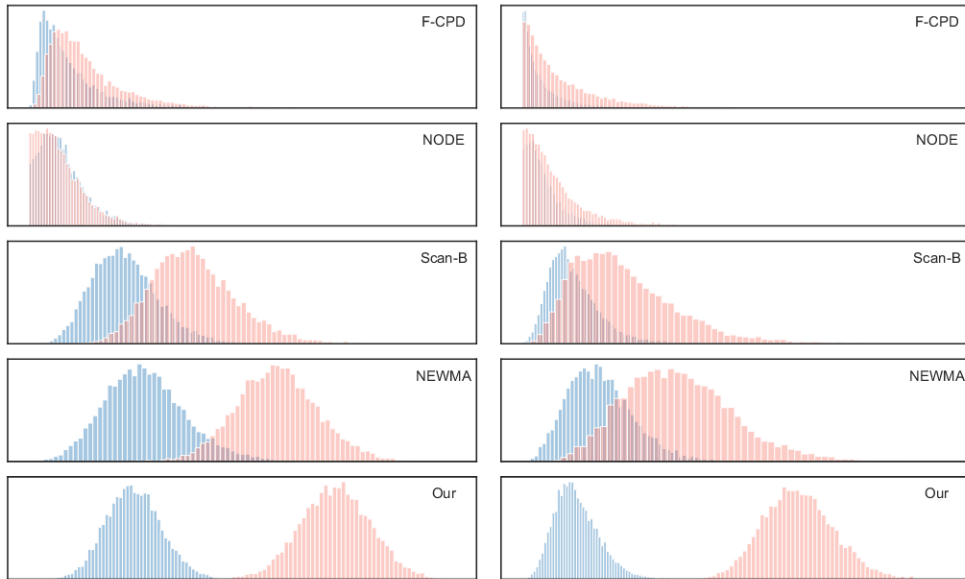 F-CPD
F-CPD
NODE
NODE
Scan-B
Scan-B
NEWMA
NEWMA
Our
Our